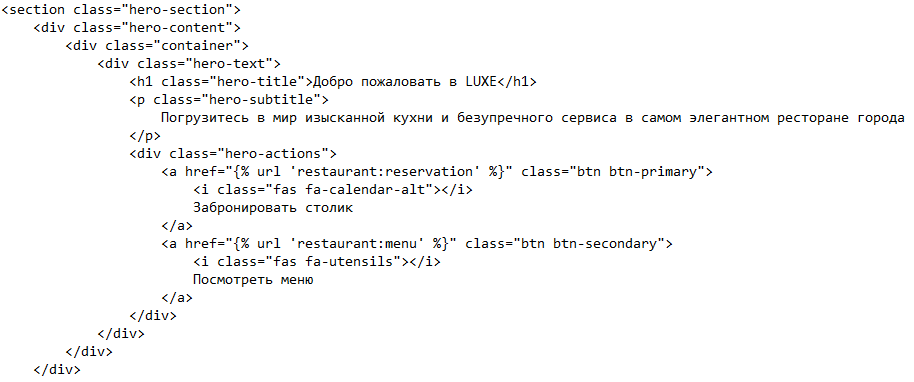 <section class="hero-section">
    <div class="hero-content">
        <div class="container">
            <div class="hero-text">
                <h1 class="hero-title">Добро пожаловать в LUXE</h1>
                <p class="hero-subtitle">
                    Погрузитесь в мир изысканной кухни и безупречного сервиса в самом элегантном ресторане города
                </p>
                <div class="hero-actions">
                    <a href="{% url 'restaurant:reservation' %}" class="btn btn-primary">
                        <i class="fas fa-calendar-alt"></i>
                        Забронировать столик
                    </a>
                    <a href="{% url 'restaurant:menu' %}" class="btn btn-secondary">
                        <i class="fas fa-utensils"></i>
                        Посмотреть меню
                    </a>
                </div>
            </div>
        </div>
    </div>